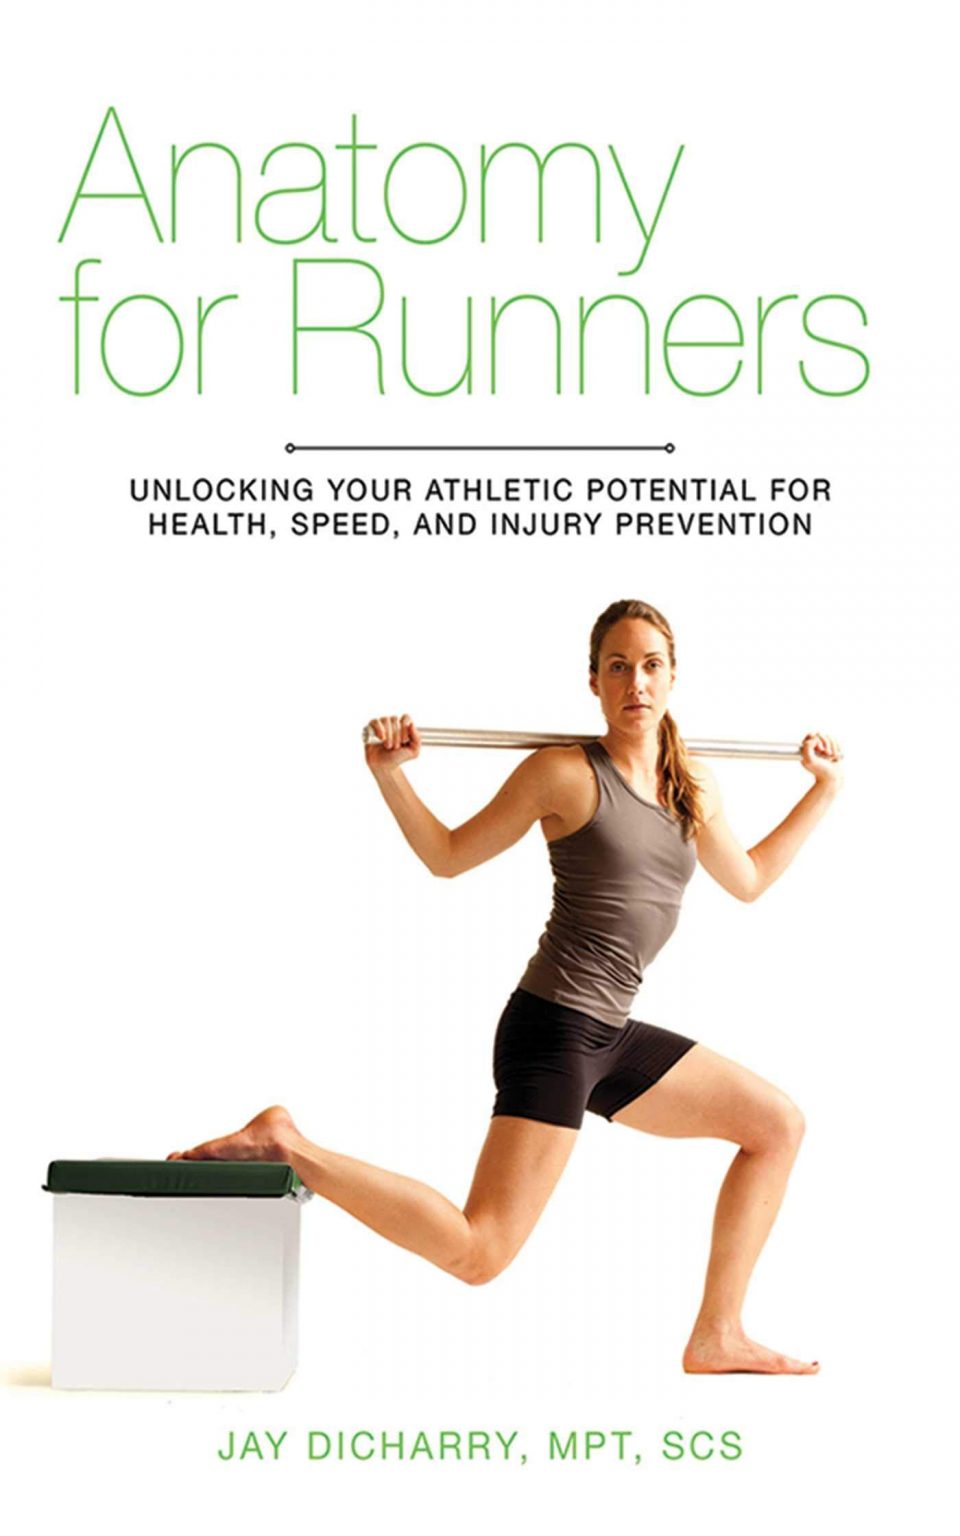 Anatomy
for Runners
UNLOCKING YOUR ATHLETIC POTENTIAL FOR
HEALTH, SPEED, AND INJURY PREVENTION
JAY DICHARRY, MPT, SCS